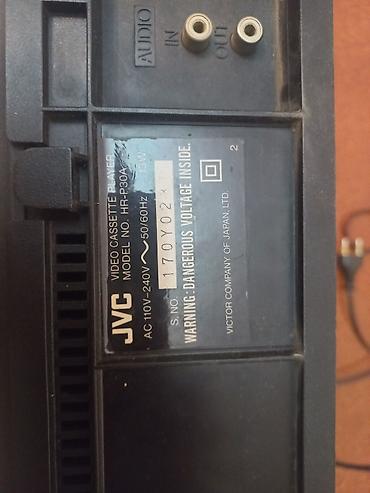 AUDIO
IN
OUT
JVC
VIDEO CASSETTE PLAYER
MODEL NO. HR-P30A
AC 110V-240V ~ 50/60Hz
S. NO. 170Y02
WARNING: DANGEROUS VOLTAGE INSIDE.
VICTOR COMPANY OF JAPAN, LTD.
2